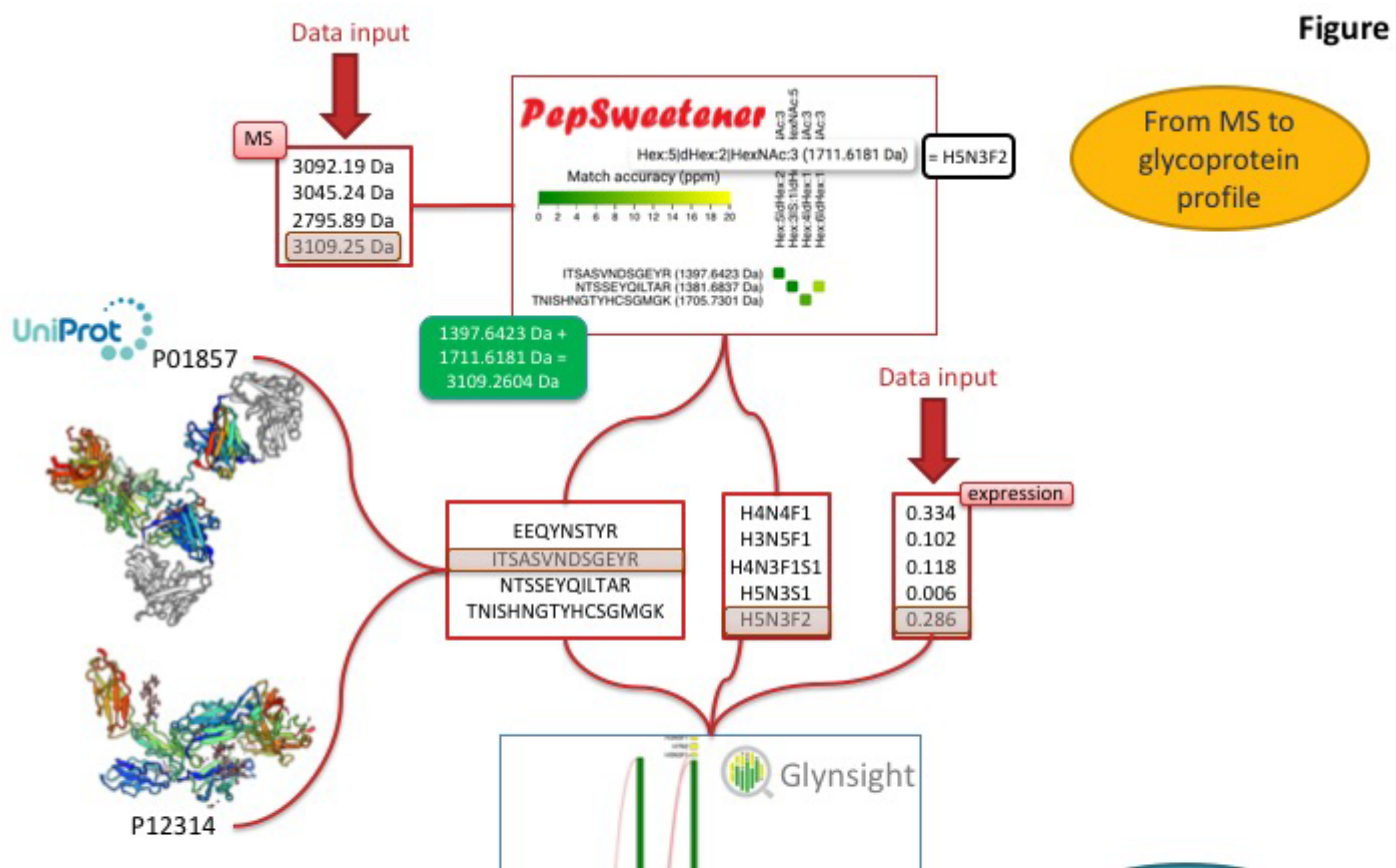 Figure
Data input
From MS to
glycoprotein
profile
MS
3092.19 Da
3045.24 Da
2795.89 Da
3109.25 Da
PepSweetener
Hex:5|dHex:2|HexNAc:3 (1711.6181 Da)
= H5N3F2
Match accuracy (ppm)
0 2 4 6 8 10 12 14 16 18 20
ITSASVNDSGEYR (1397.6423 Da)
NTSSEYQILTAR (1381.6837 Da)
TNISHNGTYHCSGMGK (1705.7301 Da)
1397.6423 Da +
1711.6181 Da =
3109.2604 Da
UniProt
P01857
Data input
expression
EEQYNSTYR
ITSASVNDSGEYR
NTSSEYQILTAR
TNISHNGTYHCSGMGK
H4N4F1
H3N5F1
H4N3F1S1
H5N3S1
H5N3F2
0.334
0.102
0.118
0.006
0.286
P12314
Glynsight